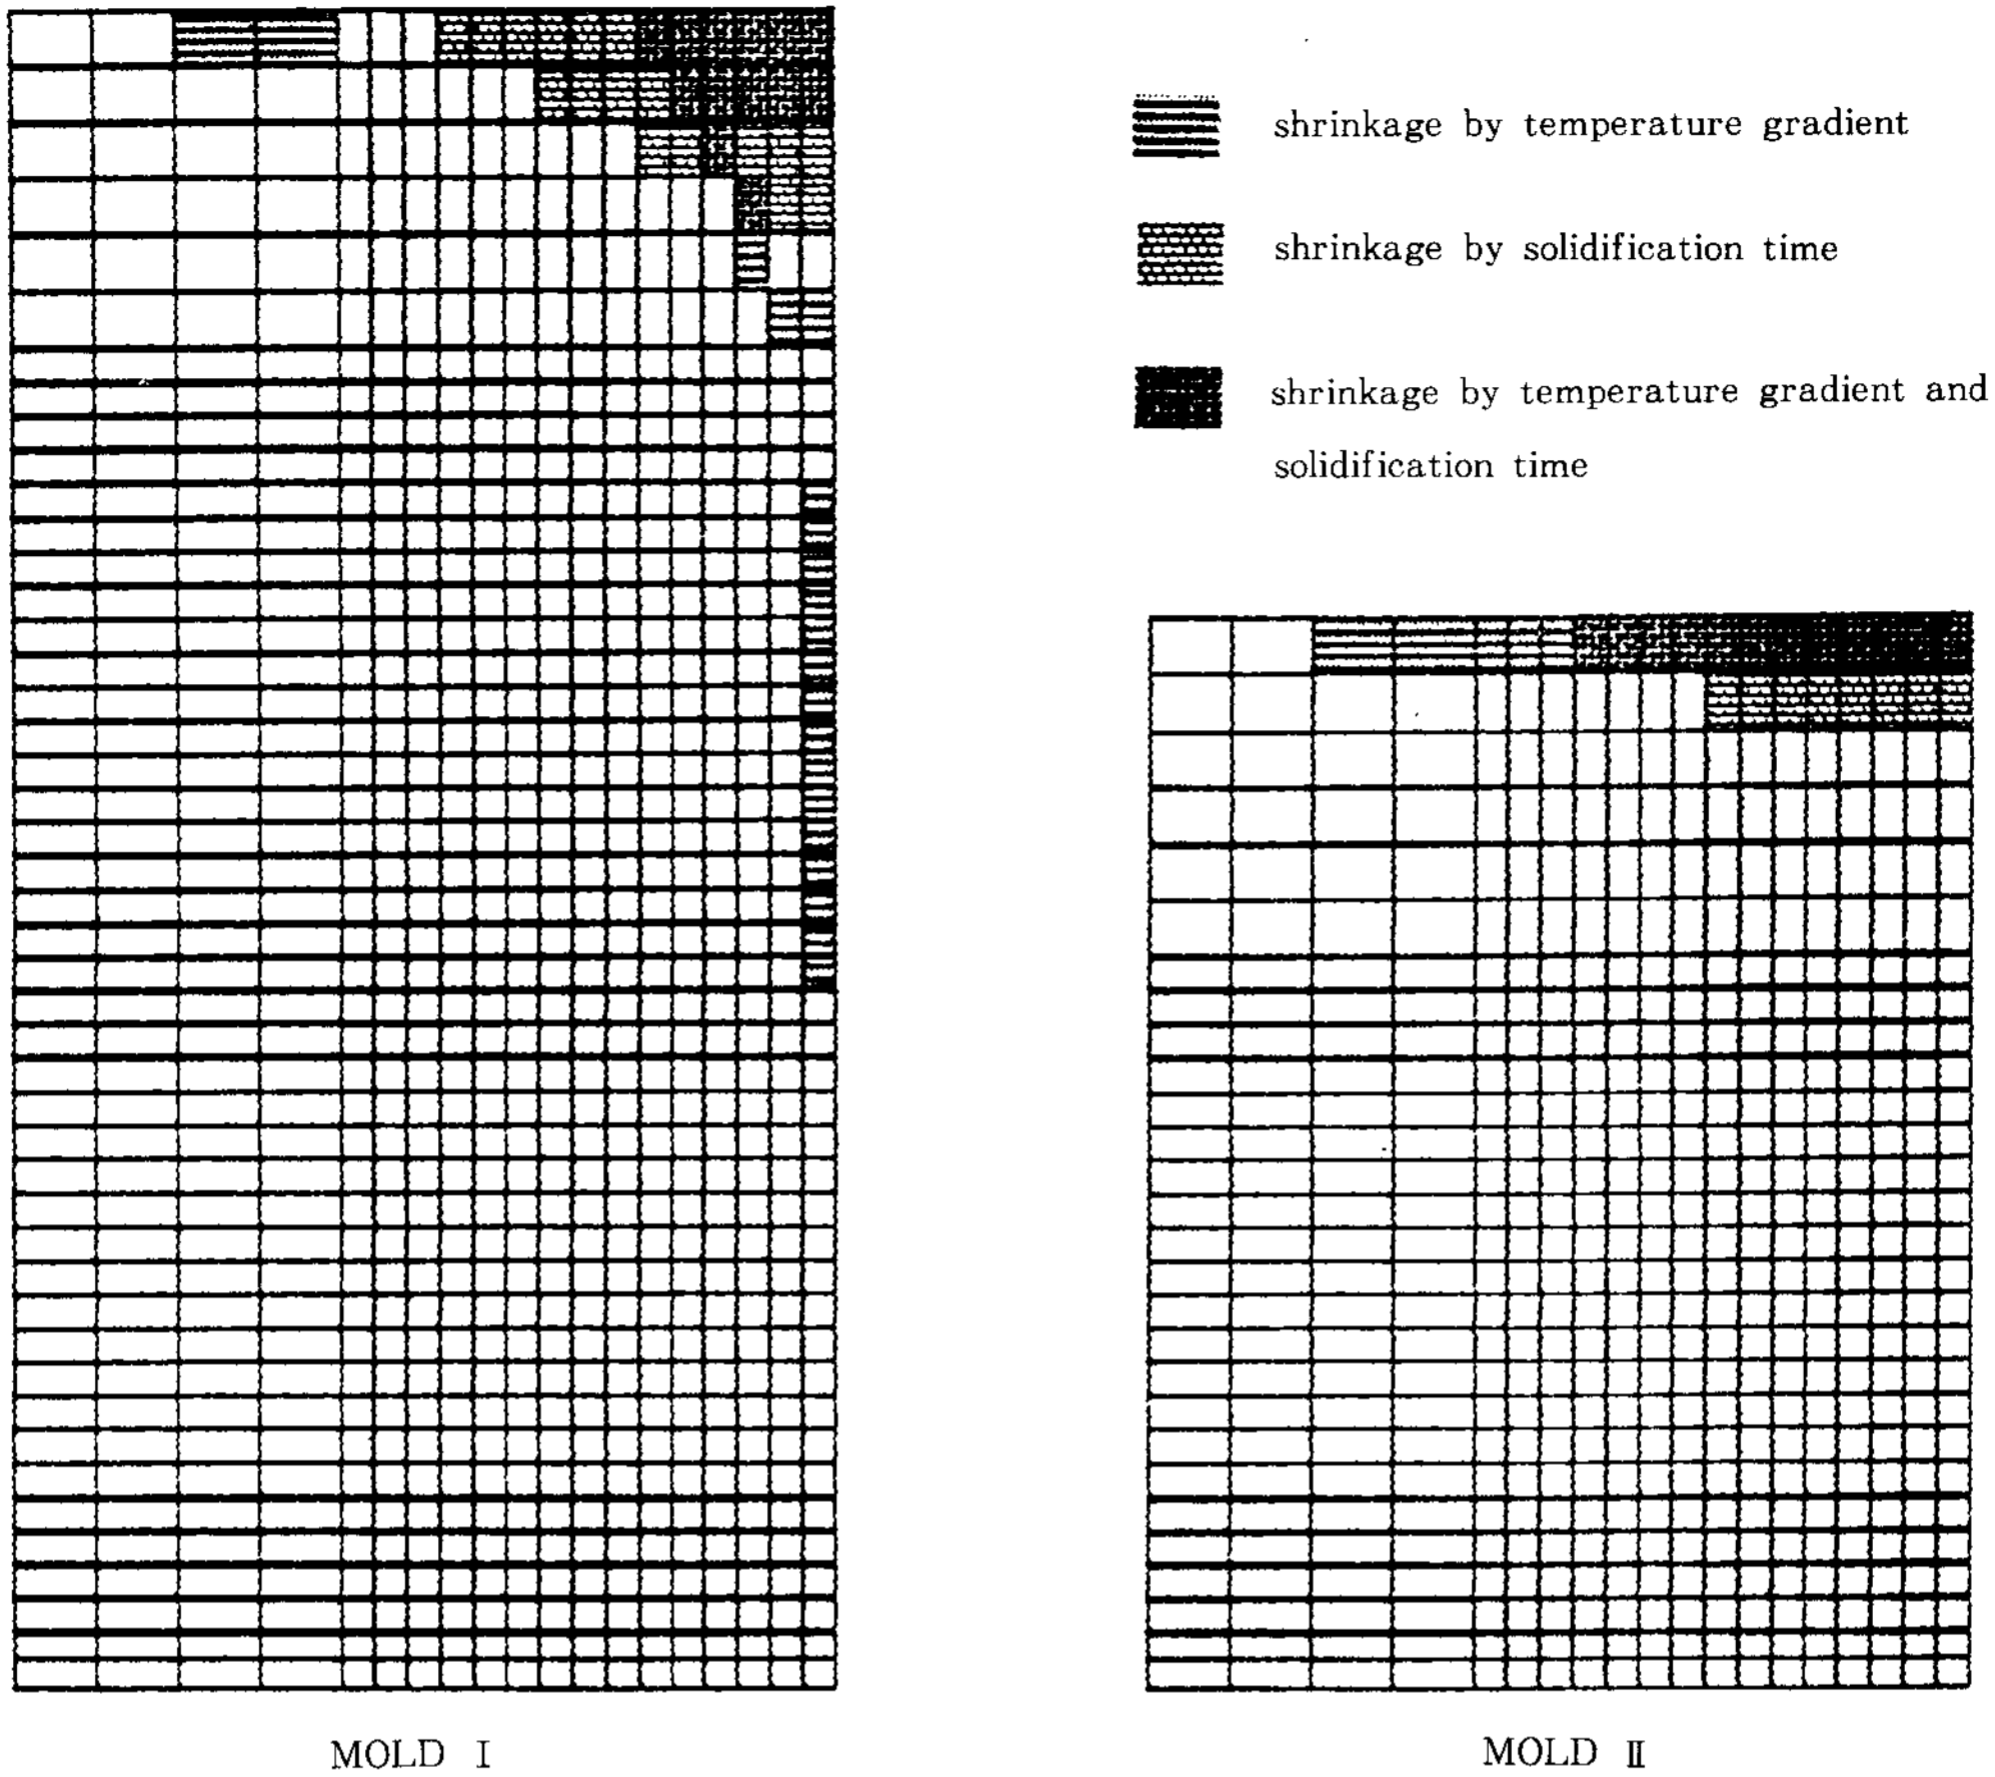 shrinkage by temperature gradient
shrinkage by solidification time
shrinkage by temperature gradient and
solidification time
MOLD I
MOLD II